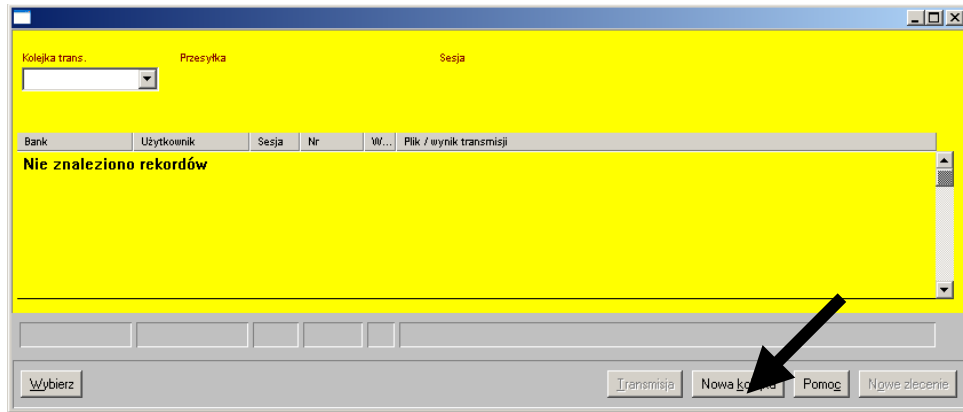 Kolejka trans. Przesyłka Sesja
Bank Użytkownik Sesja Nr W... Plik / wynik transmisji
Nie znaleziono rekordów
Wybierz Transmisja Nowa Pomoc Nowe zlecenie